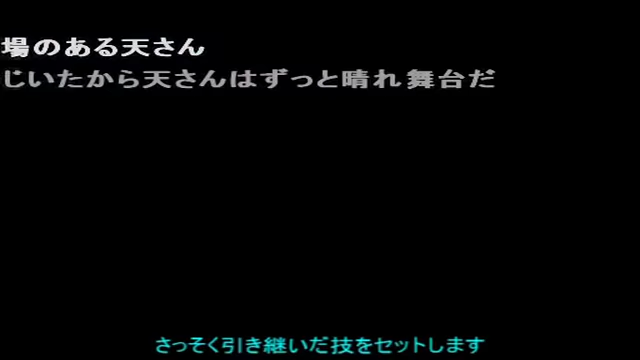 場のある天さん
じいたから天さんはずっと晴れ舞台だ
さっそく引き継いだ技をセットします